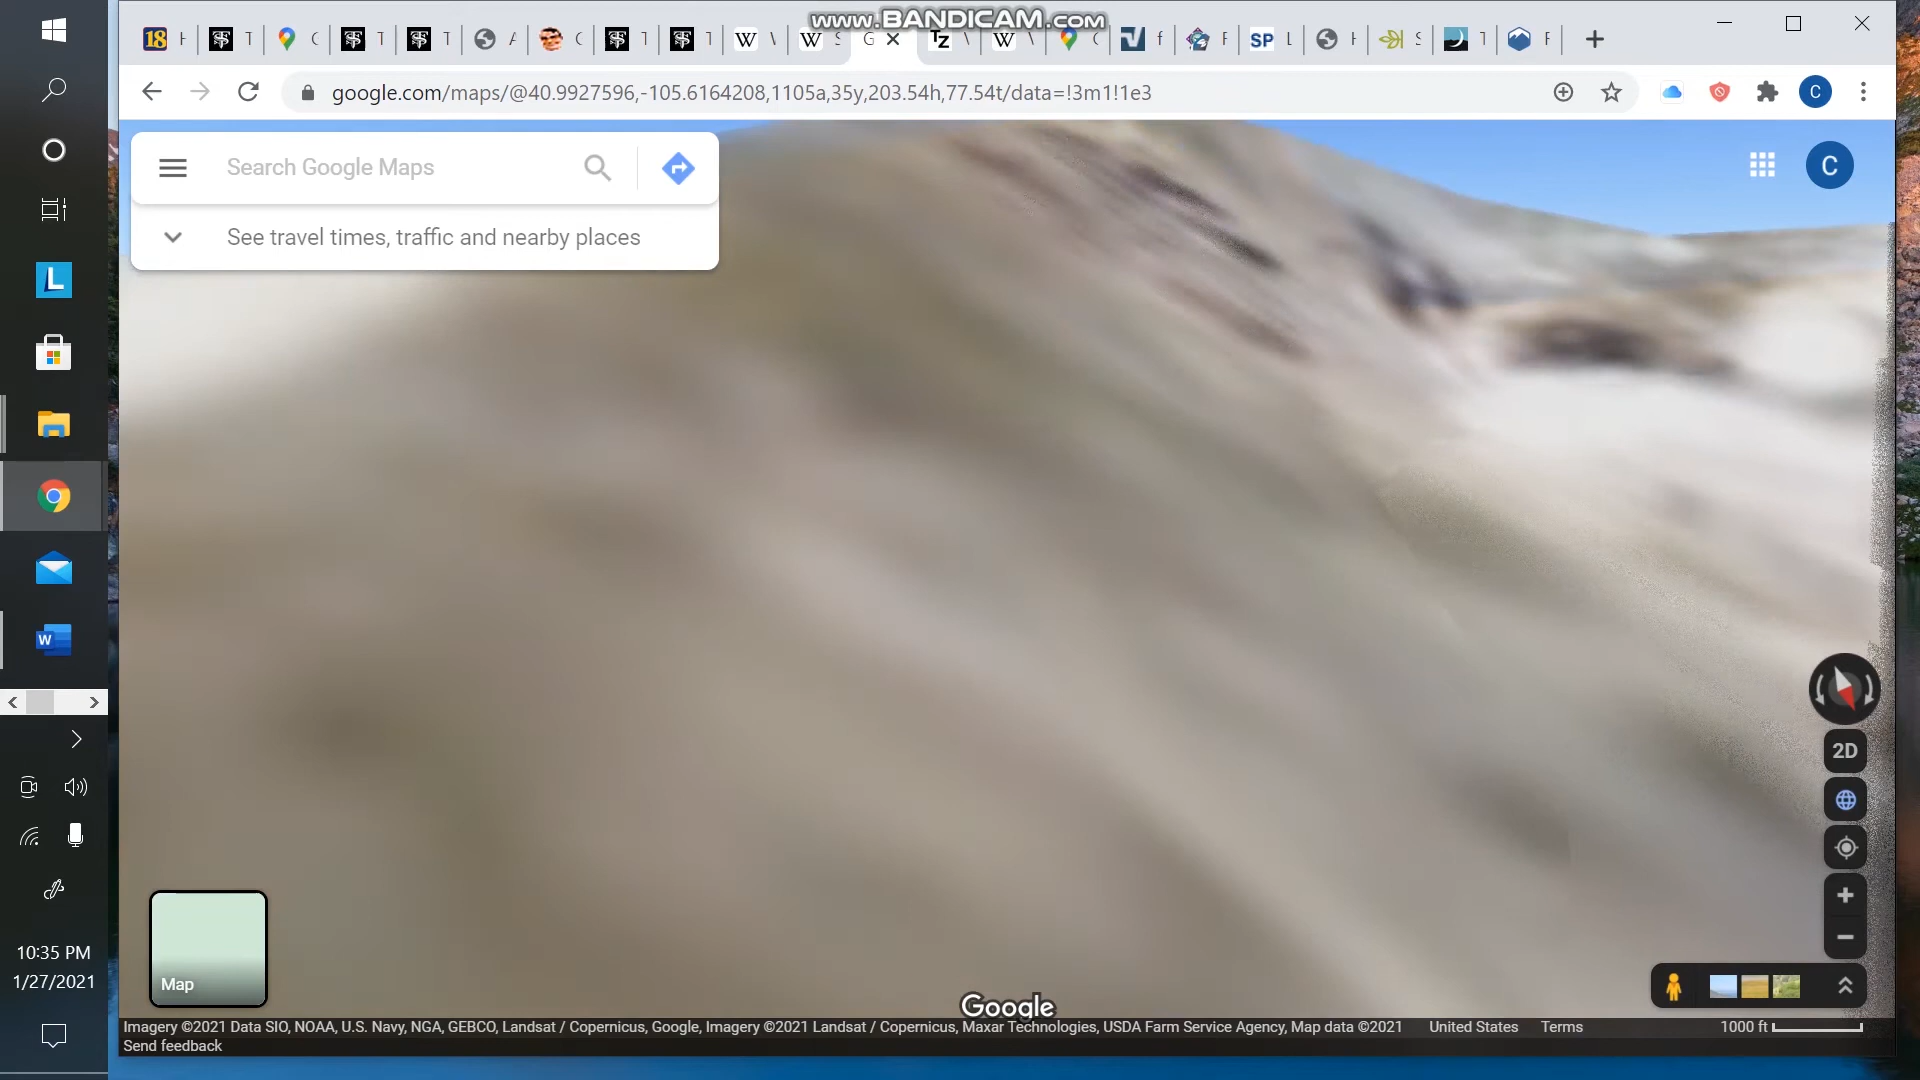 www.BANDICAM.com
18
TZ
W
W
W
SP
google.com/maps/@40.9927596,-105.6164208,1105a,35y,203.54h,77.54t/data=!3m1!1e3
C
Search Google Maps
C
See travel times, traffic and nearby places
L
W
2D
10:35 PM
1/27/2021
Map
Google
Imagery ©2021 Data SIO, NOAA, U.S. Navy, NGA, GEBCO, Landsat / Copernicus, Google, Imagery ©2021 Landsat / Copernicus, Maxar Technologies, USDA Farm Service Agency, Map data ©2021 United States Terms 1000 ft
Send feedback